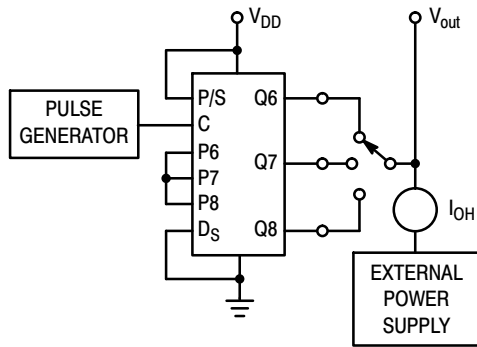 V_DD
V_out
P/S
Q6
PULSE
GENERATOR
C
P6
P7
Q7
P8
D_S
Q8
I_OH
EXTERNAL
POWER
SUPPLY